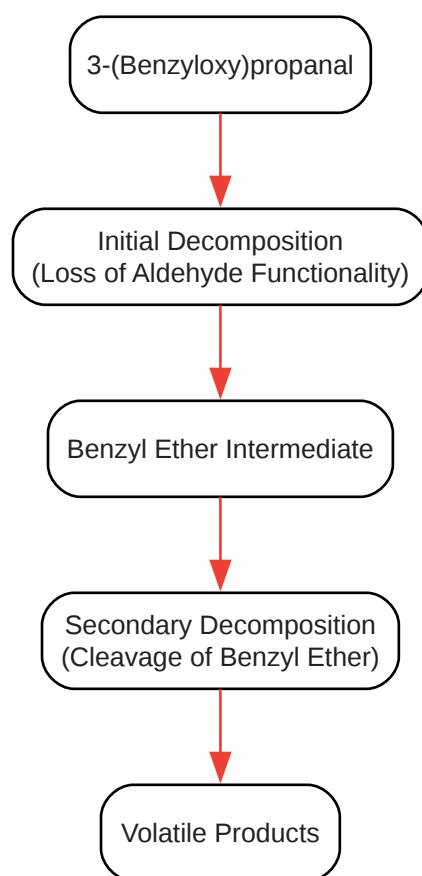 3-(Benzyloxy)propanal
Initial Decomposition
(Loss of Aldehyde Functionality)
Benzyl Ether Intermediate
Secondary Decomposition
(Cleavage of Benzyl Ether)
Volatile Products